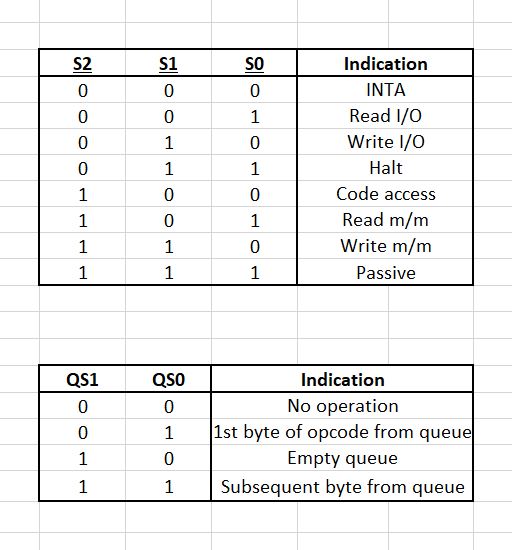 S2 S1 S0 Indication
0 0 0 INTA
0 0 1 Read I/O
0 1 0 Write I/O
0 1 1 Halt
1 0 0 Code access
1 0 1 Read m/m
1 1 0 Write m/m
1 1 1 Passive
QS1 QS0 Indication
0 0 No operation
0 1 1st byte of opcode from queue
1 0 Empty queue
1 1 Subsequent byte from queue